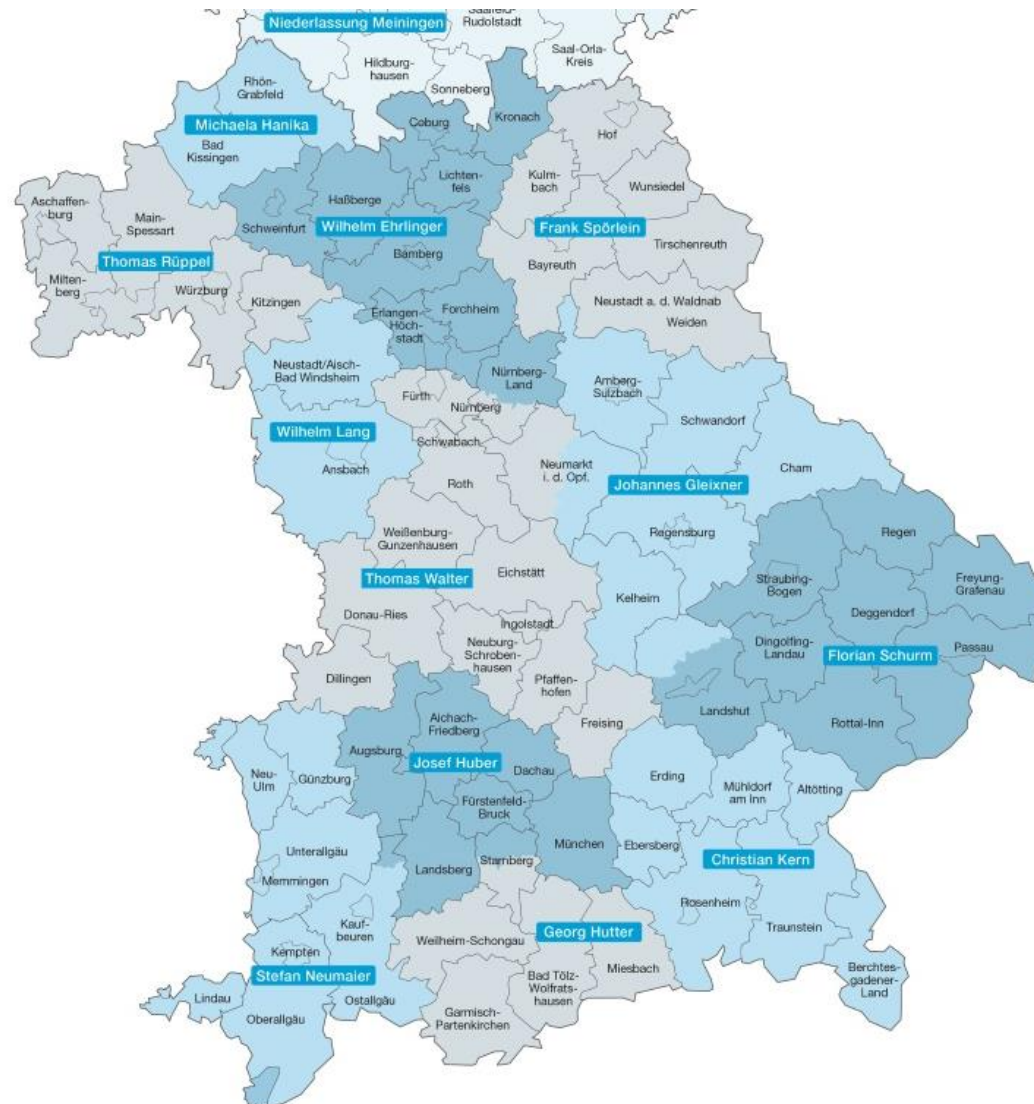 Niederlassung Meiningen
Saalfeld-
Rudolstadt
Saal-Orla-
Kreis
Hildburg-
hausen
Sonneberg
Rhön-
Grabfeld
Michaela Hanika
Bad
Kissingen
Coburg
Kronach
Hof
Lichten-
fels
Kulm-
bach
Wunsiedel
Haßberge
Aschaffen-
burg
Main-
Spessart
Schweinfurt
Wilhelm Ehrlinger
Frank Spörlein
Tirschenreuth
Bamberg
Thomas Rüppel
Bayreuth
Milten-
berg
Würzburg
Kitzingen
Neustadt a. d. Waldnab
Weiden
Forchheim
Erlangen-
Höch-
stadt
Neustadt/Aisch-
Bad Windsheim
Nürnberg-
Land
Amberg-
Sulzbach
Fürth
Nürnberg
Schwandorf
Wilhelm Lang
Schwabach
Ansbach
Neumarkt
i. d. Opf.
Cham
Roth
Johannes Gleixner
Weißenburg-
Gunzenhausen
Regensburg
Regen
Eichstätt
Thomas Walter
Straubing-
Bogen
Freyung-
Grafenau
Kelheim
Donau-Ries
Deggendorf
Ingolstadt
Neuburg-
Schroben-
hausen
Dingolfing-
Landau
Passau
Florian Schurm
Dillingen
Pfaffen-
hofen
Landshut
Rottal-Inn
Freising
Aichach-
Friedberg
Augsburg
Josef Huber
Dachau
Neu-
Ulm
Günzburg
Erding
Mühldorf
am Inn
Altötting
Fürstenfeld-
Bruck
München
Ebersberg
Unterallgäu
Christian Kern
Landsberg
Starnberg
Memmingen
Rosenheim
Kauf-
beuren
Traunstein
Georg Hutter
Weilheim-Schongau
Kempten
Miesbach
Bad Tölz-
Wolfrats-
hausen
Stefan Neumaier
Berchtes-
gadener-
Land
Lindau
Ostallgäu
Oberallgäu
Garmisch-
Partenkirchen